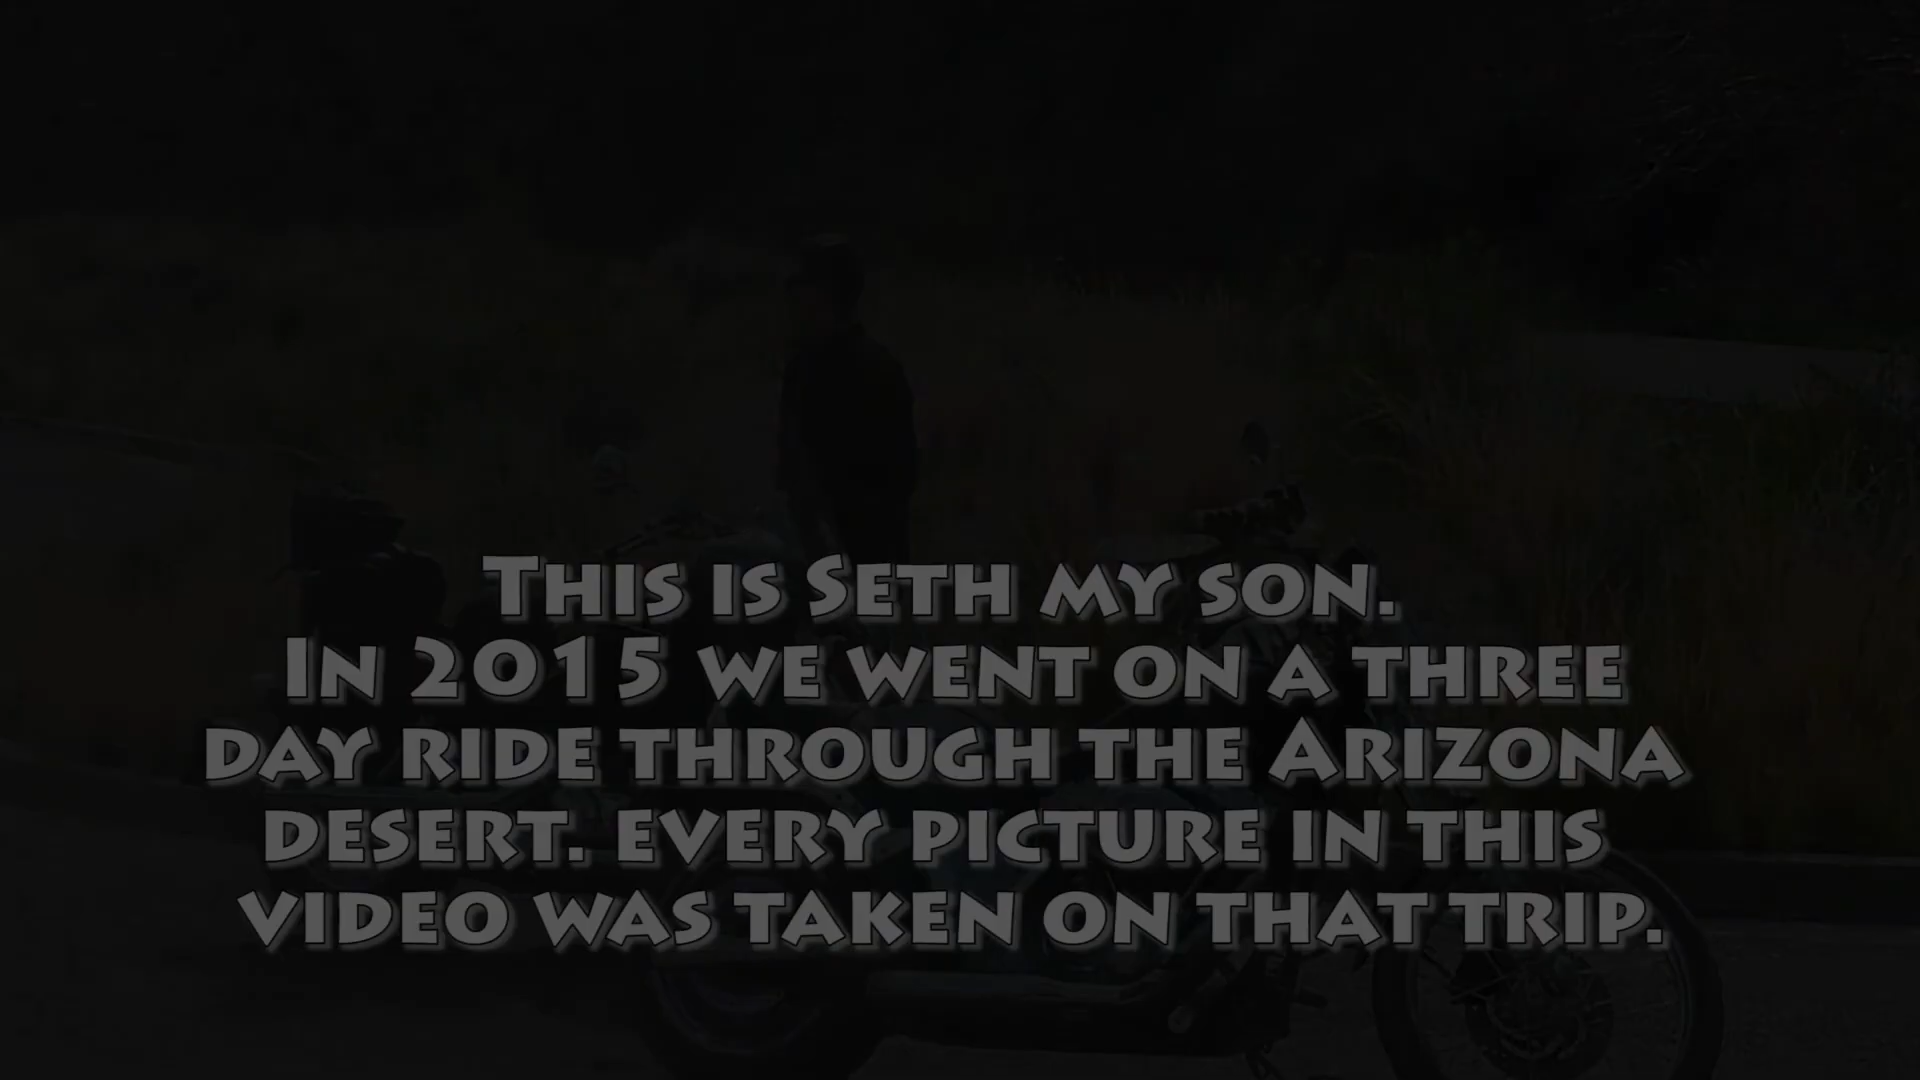 This is Seth my son.
In 2015 we went on a three
day ride through the Arizona
desert. Every picture in this
video was taken on that trip.